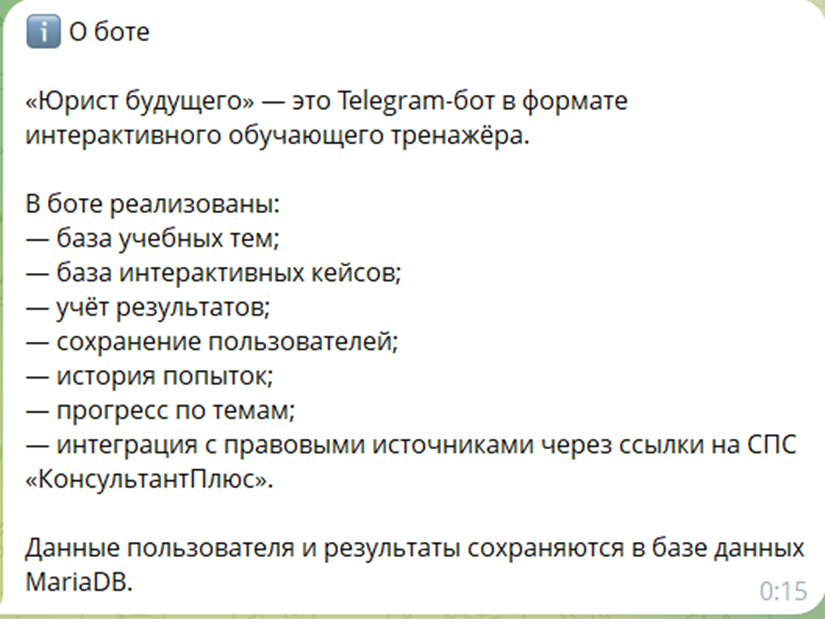 ℹ️ О боте
«Юрист будущего» — это Telegram-бот в формате
интерактивного обучающего тренажёра.
В боте реализованы:
— база учебных тем;
— база интерактивных кейсов;
— учёт результатов;
— сохранение пользователей;
— история попыток;
— прогресс по темам;
— интеграция с правовыми источниками через ссылки на СПС
«КонсультантПлюс».
Данные пользователя и результаты сохраняются в базе данных
MariaDB.
0:15